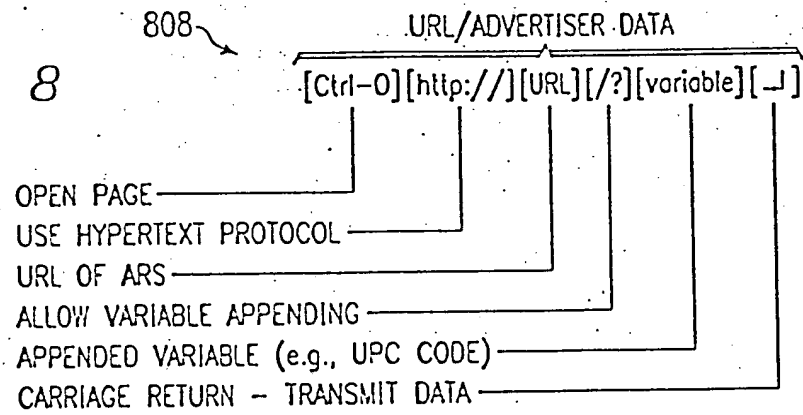 808
URL/ADVERTISER DATA
8
[Ctrl-O][http://][URL][/?][variable][↵]
OPEN PAGE
USE HYPERTEXT PROTOCOL
URL OF ARS
ALLOW VARIABLE APPENDING
APPENDED VARIABLE (e.g., UPC CODE)
CARRIAGE RETURN - TRANSMIT DATA